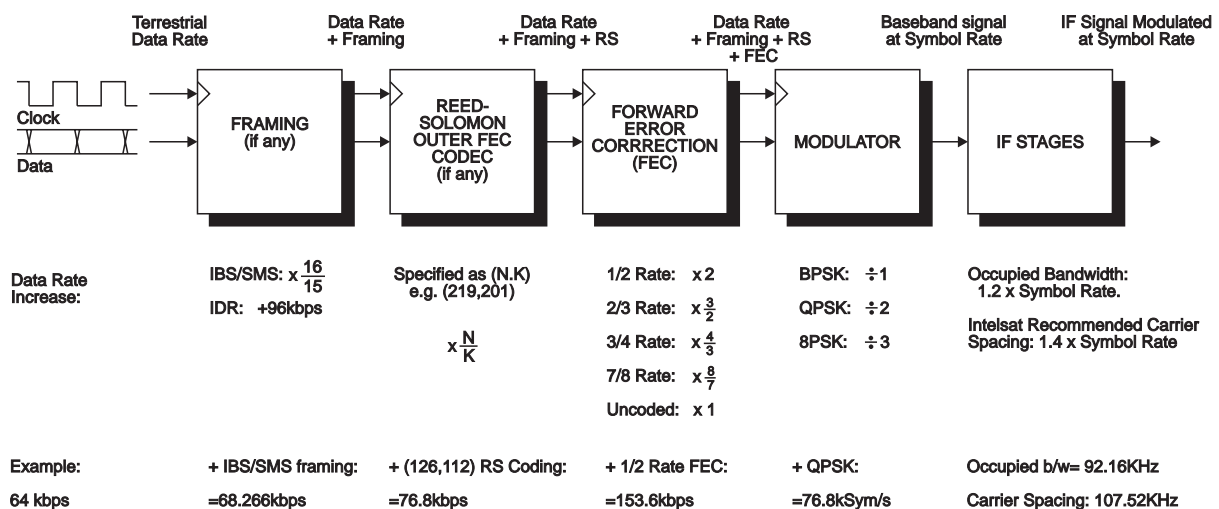 Terrestrial
Data Rate
Data Rate
+ Framing
Data Rate
+ Framing + RS
Data Rate
+ Framing + RS
+ FEC
Baseband signal
at Symbol Rate
IF Signal Modulated
at Symbol Rate
Clock
Data
FRAMING
(if any)
REED-
SOLOMON
OUTER FEC
CODEC
(if any)
FORWARD
ERROR
CORRRECTION
(FEC)
MODULATOR
IF STAGES
Data Rate
Increase:
IBS/SMS: x 16/15
IDR: +96kbps
Specified as (N.K)
e.g. (219,201)
x N/K
1/2 Rate: x 2
2/3 Rate: x 3/2
3/4 Rate: x 4/3
7/8 Rate: x 8/7
Uncoded: x 1
BPSK: ÷1
QPSK: ÷2
8PSK: ÷3
Occupied Bandwidth:
1.2 x Symbol Rate.
Intelsat Recommended Carrier
Spacing: 1.4 x Symbol Rate
Example:
64 kbps
+ IBS/SMS framing:
=68.266kbps
+ (126,112) RS Coding:
=76.8kbps
+ 1/2 Rate FEC:
=153.6kbps
+ QPSK:
=76.8kSym/s
Occupied b/w= 92.16KHz
Carrier Spacing: 107.52KHz